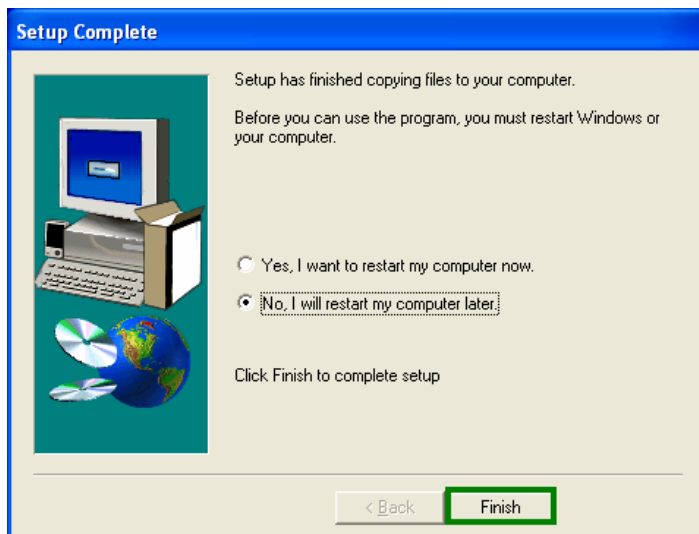 Setup Complete
Setup has finished copying files to your computer.
Before you can use the program, you must restart Windows or
your computer.
Yes, I want to restart my computer now.
No, I will restart my computer later.
Click Finish to complete setup
< Back
Finish